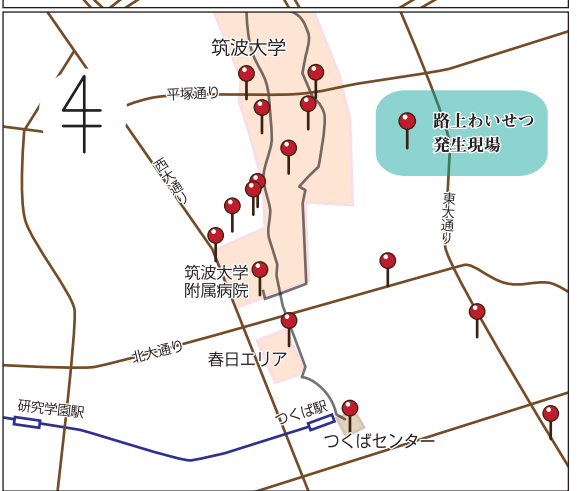 筑波大学
平塚通り
路上わいせつ
発生現場
西大通り
東大通り
筑波大学
附属病院
北大通り
春日エリア
研究学園駅
つくば駅
つくばセンター